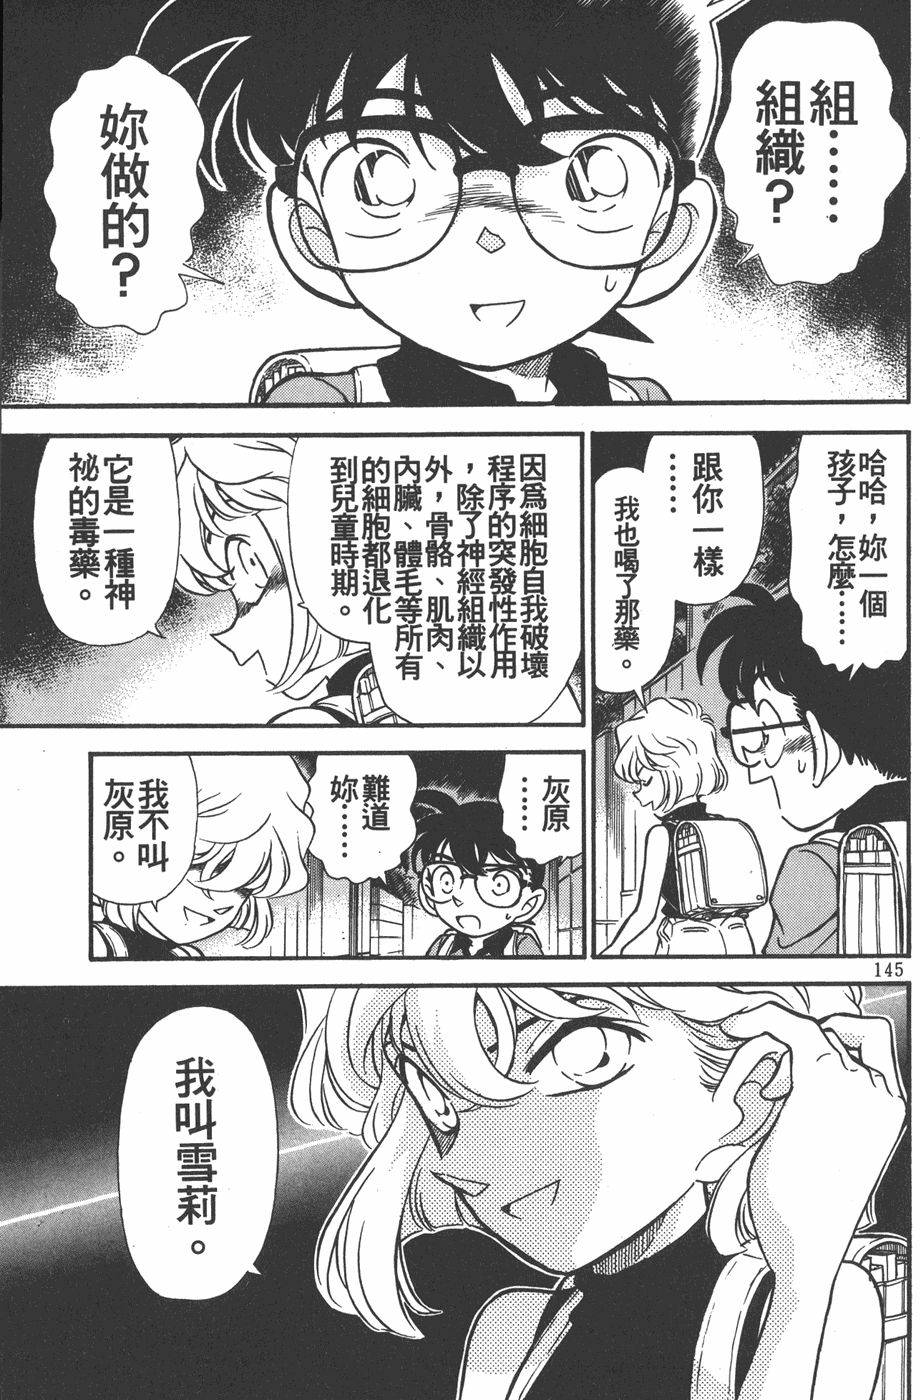 組……
組織？
妳做的？
哈哈，妳一個
孩子，怎麼……
跟你一樣
……
我也喝了那藥。
因為細胞自我破壞
程序的突發性作用
，除了神經組織以
外，骨骼、肌肉、
內臟、體毛等所有
的細胞都退化
到兒童時期。
它是一種神
祕的毒藥。
灰原
……
難道
妳……
我不叫
灰原。
145
我叫雪莉。